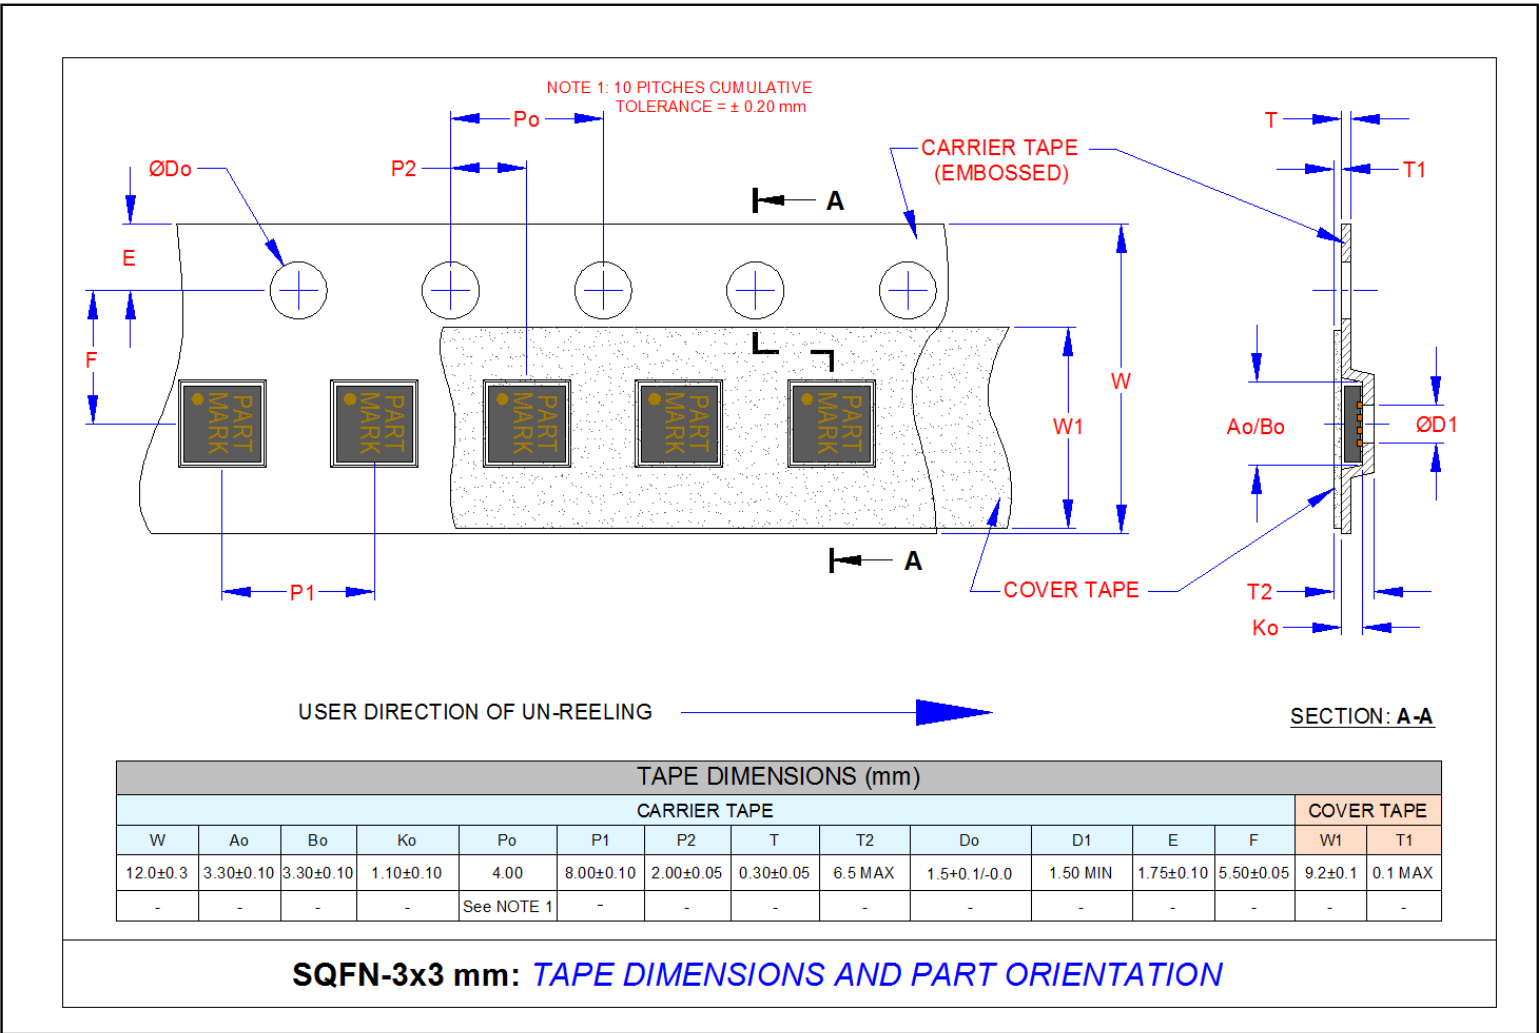 NOTE 1: 10 PITCHES CUMULATIVE
TOLERANCE = ± 0.20 mm
Po
T
CARRIER TAPE
(EMBOSSED)
ØDo
P2
T1
A
E
F
W
PART
MARK
PART
MARK
PART
MARK
PART
MARK
PART
MARK
W1
Ao/Bo
ØD1
A
P1
COVER TAPE
T2
Ko
USER DIRECTION OF UN-REELING
SECTION: A-A
TAPE DIMENSIONS (mm)
CARRIER TAPE COVER TAPE
W Ao Bo Ko Po P1 P2 T T2 Do D1 E F W1 T1
12.0±0.3 3.30±0.10 3.30±0.10 1.10±0.10 4.00 8.00±0.10 2.00±0.05 0.30±0.05 6.5 MAX 1.5+0.1/-0.0 1.50 MIN 1.75±0.10 5.50±0.05 9.2±0.1 0.1 MAX
- - - - See NOTE 1 - - - - - - - - - -
SQFN-3x3 mm: TAPE DIMENSIONS AND PART ORIENTATION